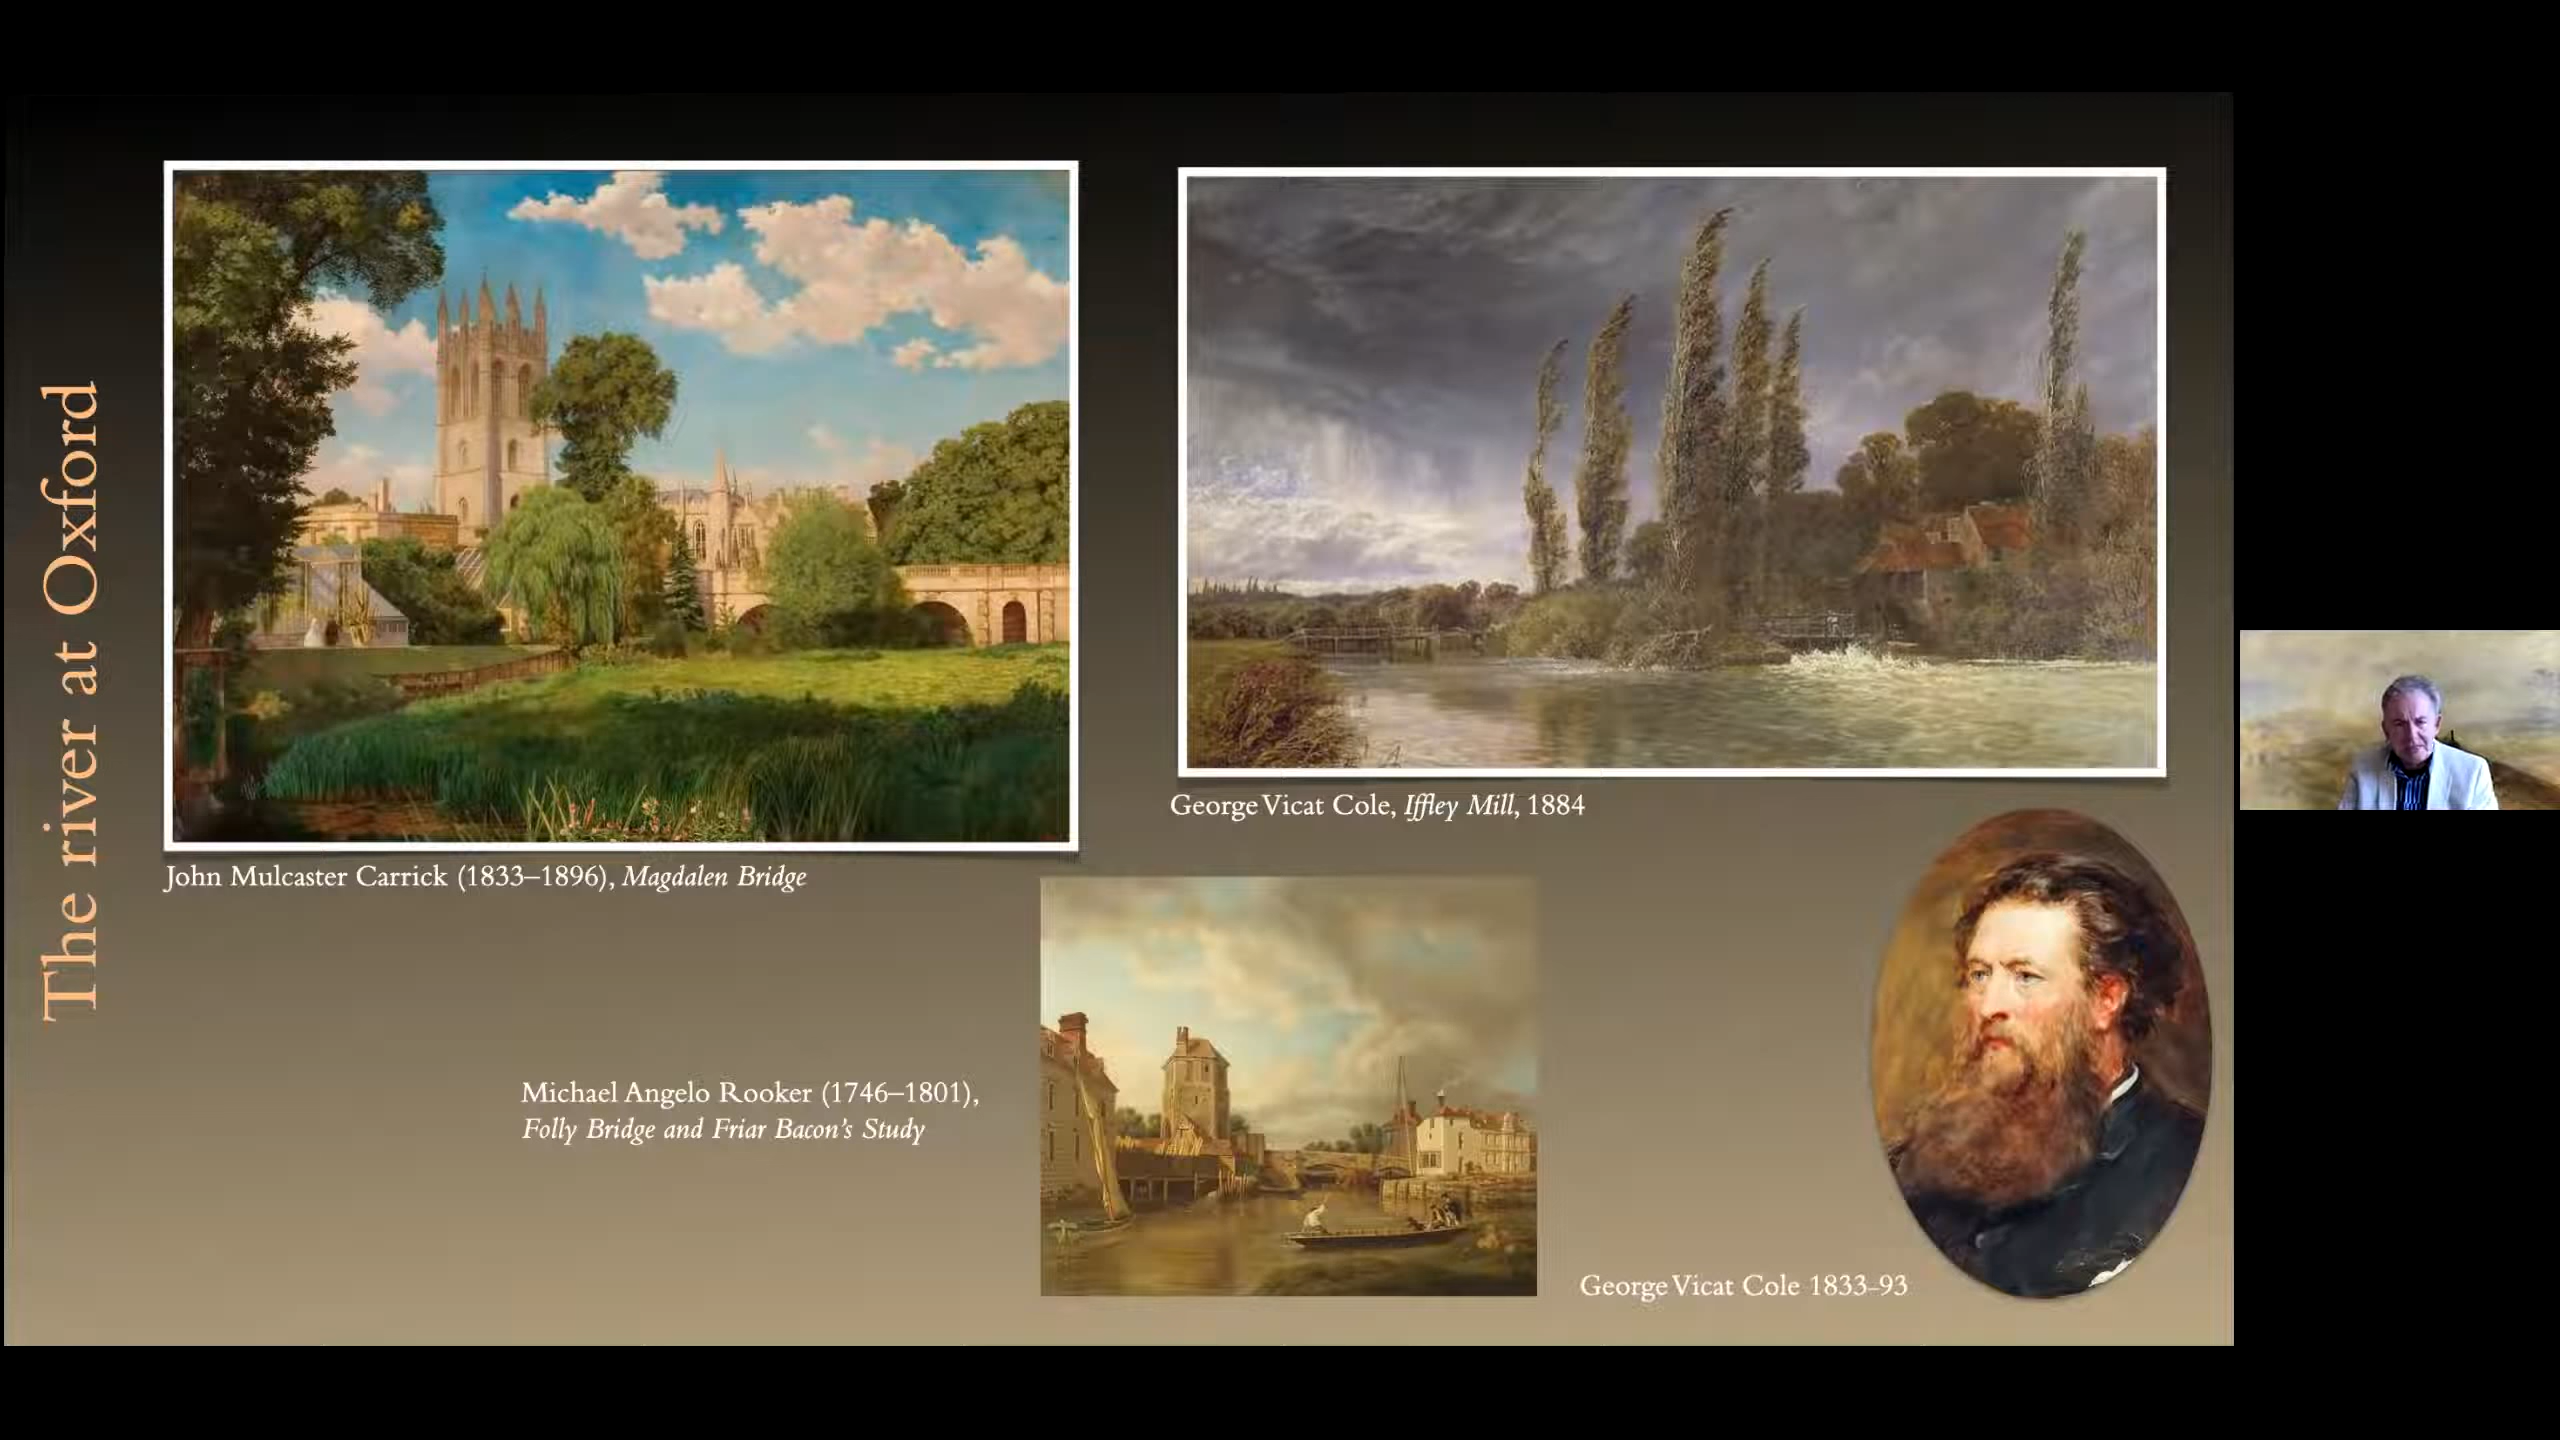 The river at Oxford
John Mulcaster Carrick (1833–1896), Magdalen Bridge
George Vicat Cole, Iffley Mill, 1884
Michael Angelo Rooker (1746–1801),
Folly Bridge and Friar Bacon's Study
George Vicat Cole 1833-93